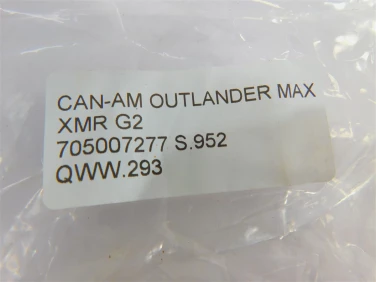 CAN-AM OUTLANDER MAX
XMR G2
705007277 S.952
QWW.293